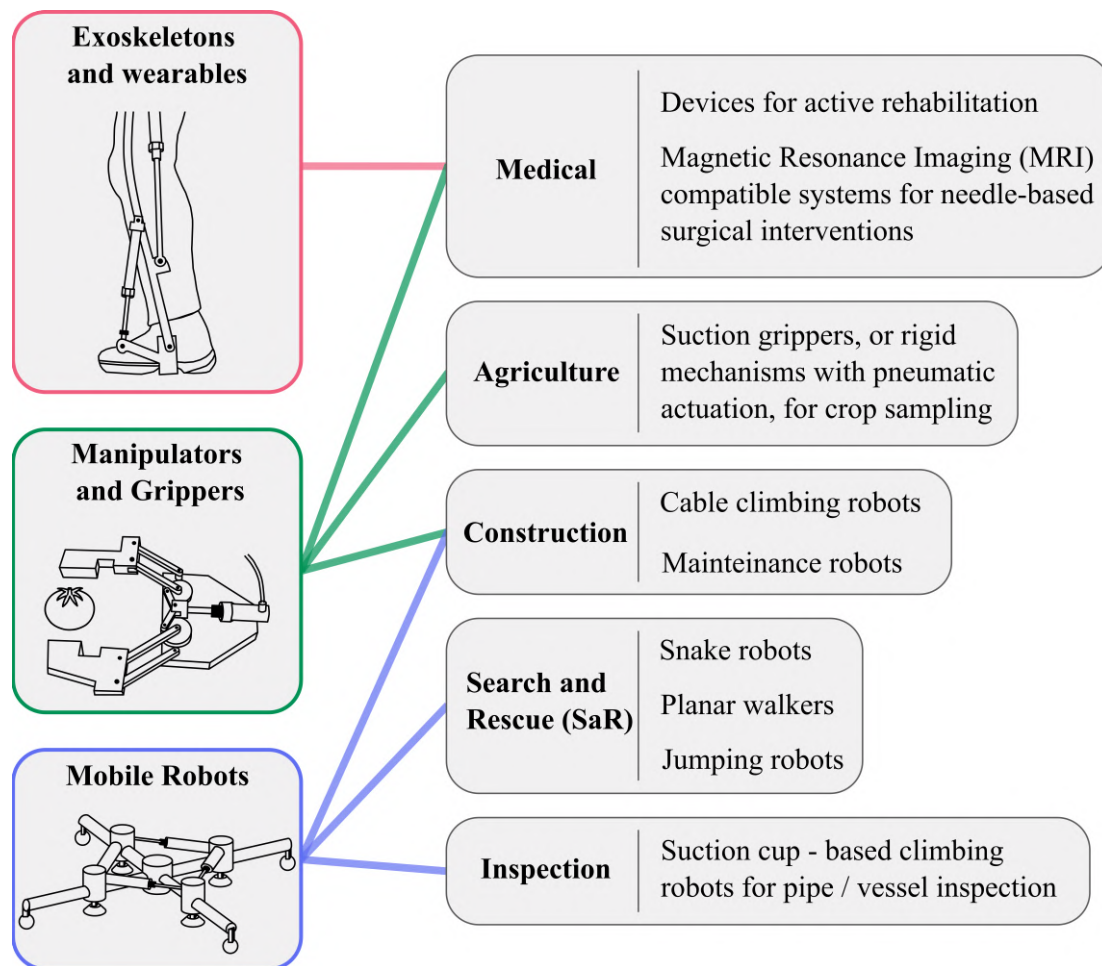 Exoskeletons
and wearables
Manipulators
and Grippers
Mobile Robots
Medical
Devices for active rehabilitation
Magnetic Resonance Imaging (MRI)
compatible systems for needle-based
surgical interventions
Agriculture
Suction grippers, or rigid
mechanisms with pneumatic
actuation, for crop sampling
Construction
Cable climbing robots
Mainteinance robots
Search and
Rescue (SaR)
Snake robots
Planar walkers
Jumping robots
Inspection
Suction cup - based climbing
robots for pipe / vessel inspection